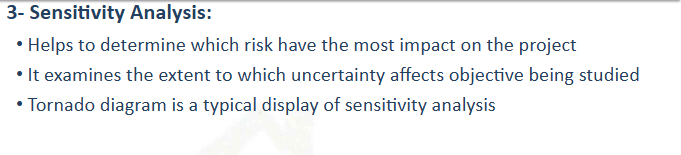 3- Sensitivity Analysis:
• Helps to determine which risk have the most impact on the project
• It examines the extent to which uncertainty affects objective being studied
• Tornado diagram is a typical display of sensitivity analysis